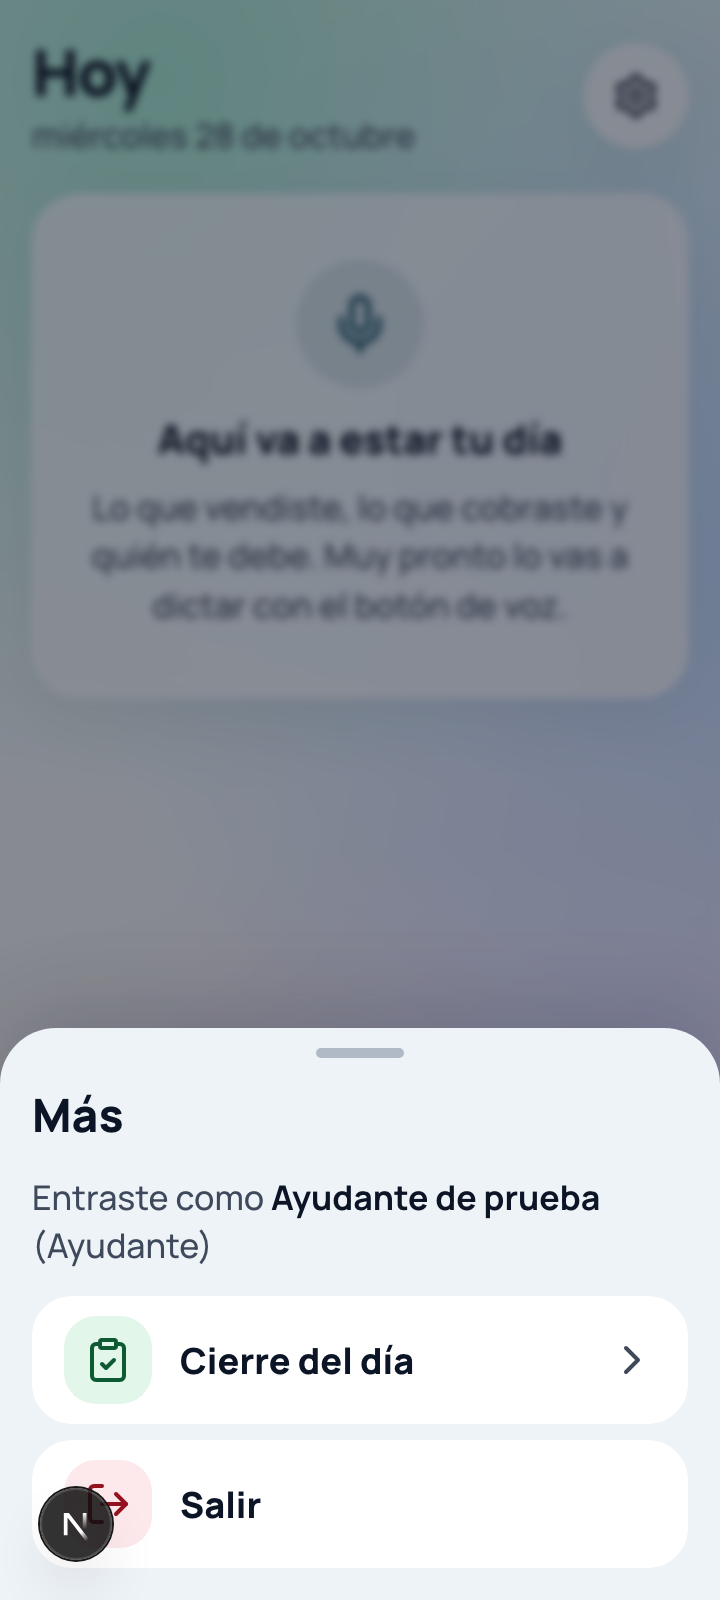 Hoy
miércoles 28 de octubre
Aquí va a estar tu día
Lo que vendiste, lo que cobraste y
quién te debe. Muy pronto lo vas a
dictar con el botón de voz.
Más
Entraste como Ayudante de prueba
(Ayudante)
Cierre del día
Salir
N